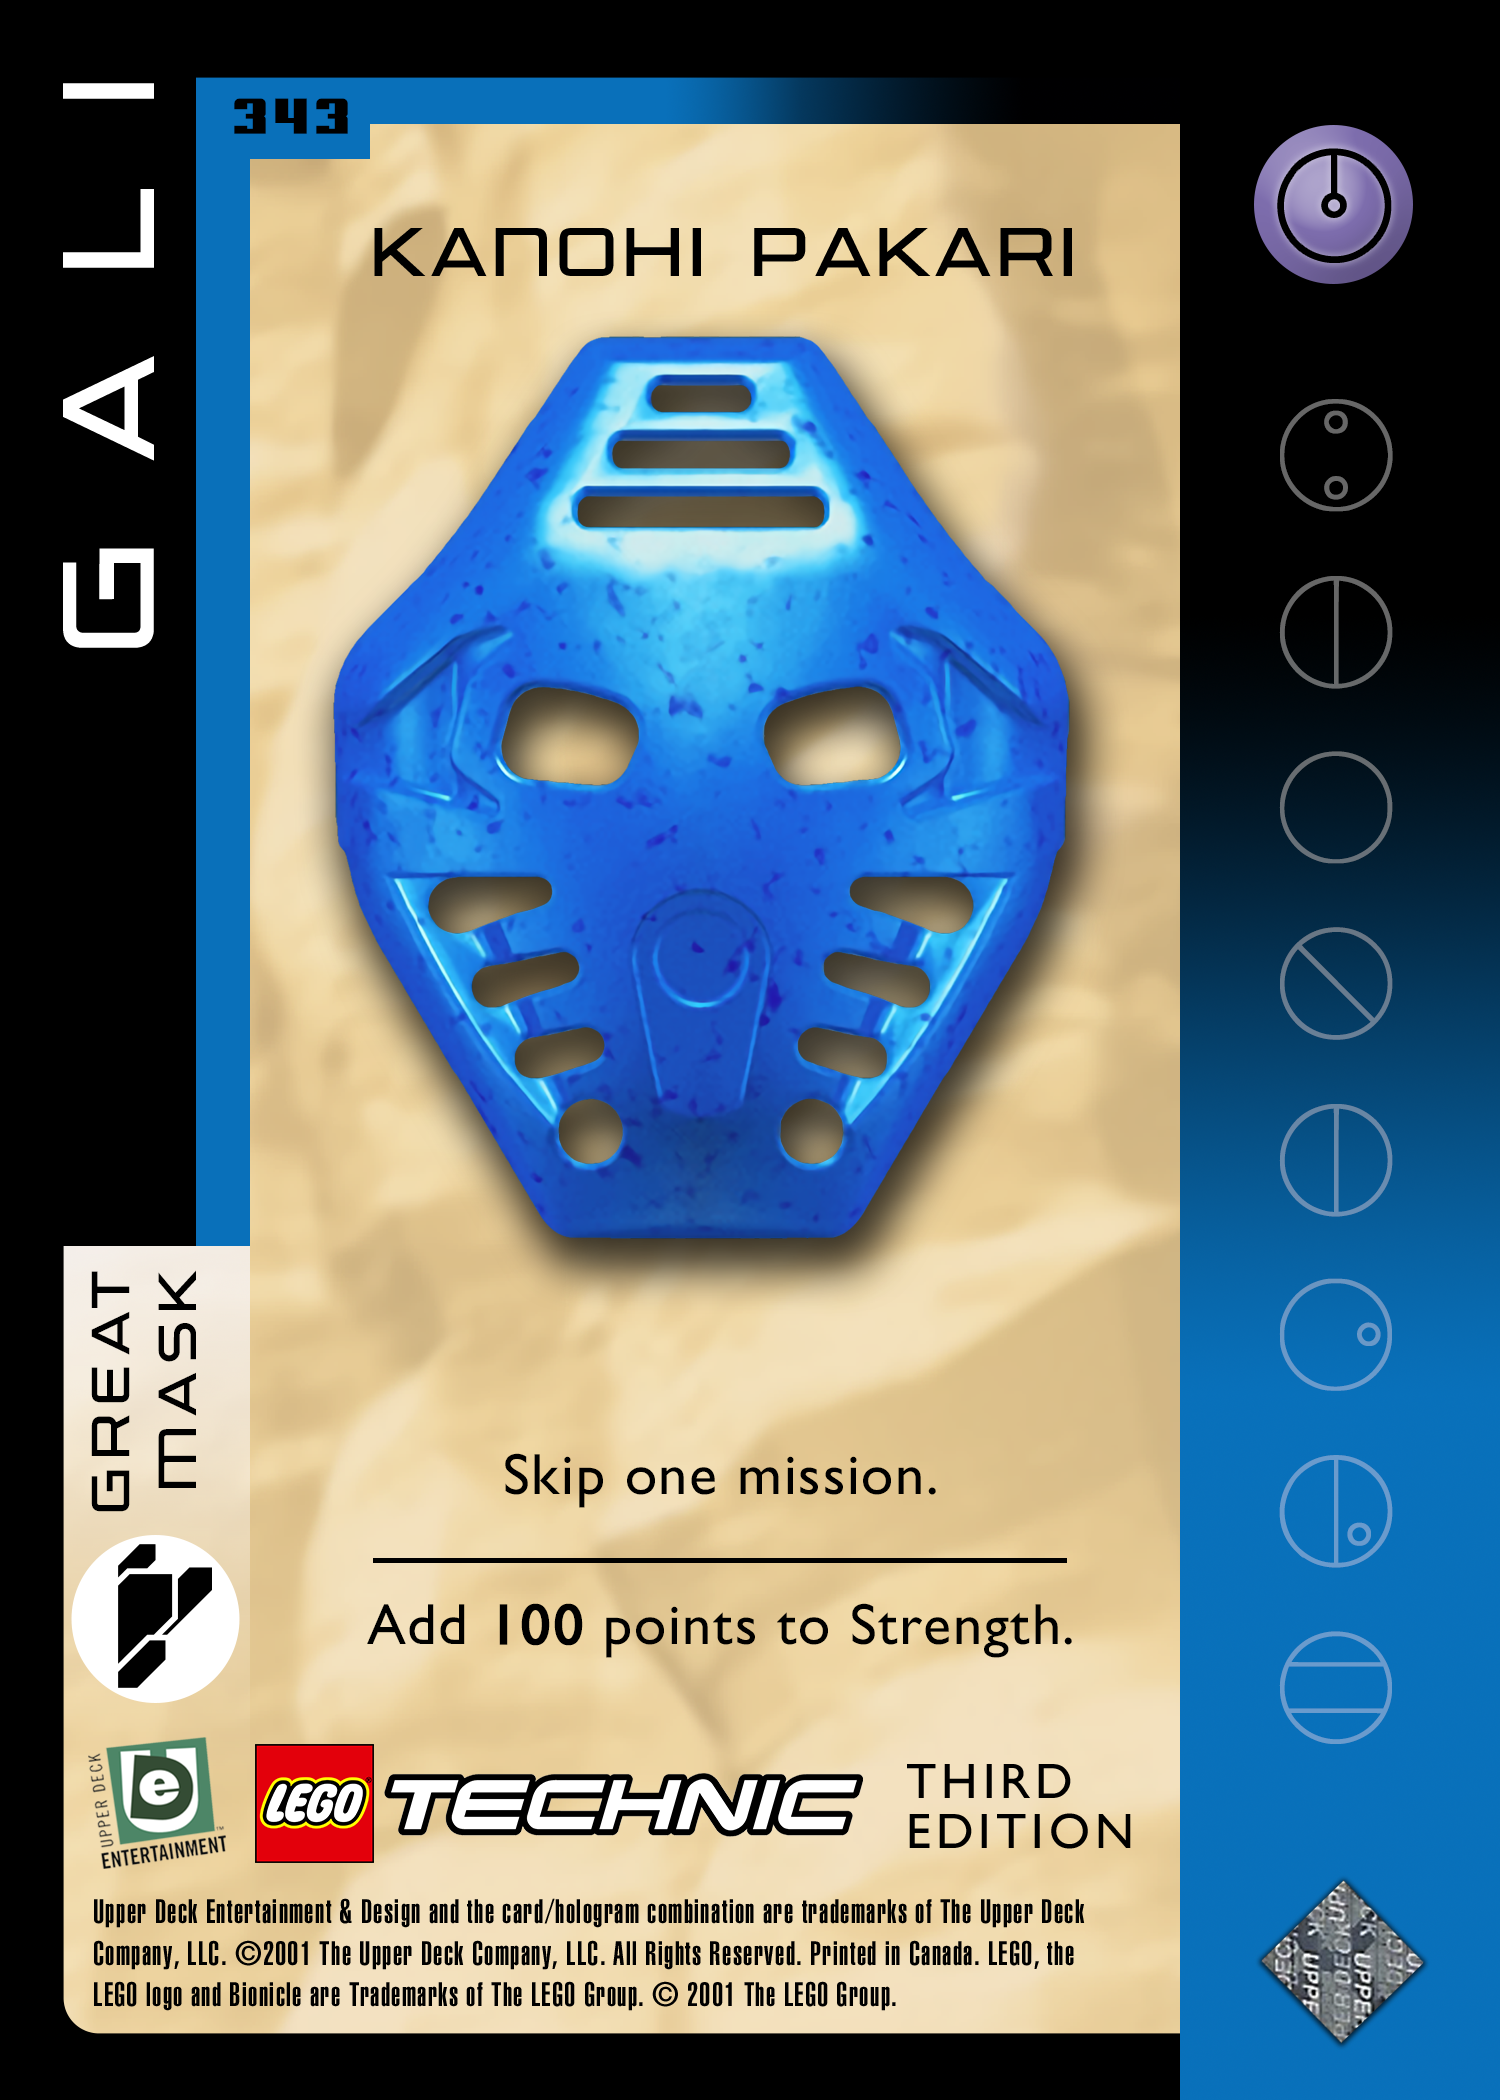 GALI
343
KANOHI PAKARI
GREAT
MASK
Skip one mission.
Add 100 points to Strength.
UPPER DECK
e
ENTERTAINMENT
LEGO TECHNIC
THIRD
EDITION
Upper Deck Entertainment & Design and the card/hologram combination are trademarks of The Upper Deck
Company, LLC. ©2001 The Upper Deck Company, LLC. All Rights Reserved. Printed in Canada. LEGO, the
LEGO logo and Bionicle are Trademarks of The LEGO Group. © 2001 The LEGO Group.